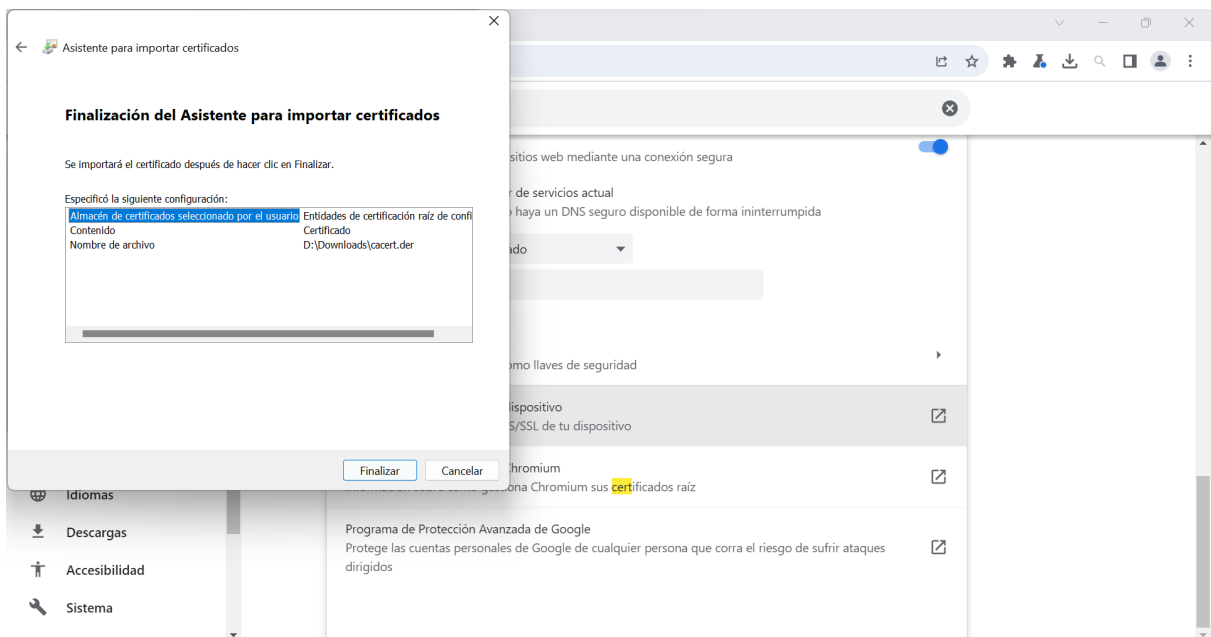 Asistente para importar certificados
Finalización del Asistente para importar certificados
Se importará el certificado después de hacer clic en Finalizar.
Especificó la siguiente configuración:
Almacén de certificados seleccionado por el usuario Entidades de certificación raíz de confi
Contenido Certificado
Nombre de archivo D:\Downloads\cacert.der
Finalizar Cancelar
sitios web mediante una conexión segura
de servicios actual
haya un DNS seguro disponible de forma ininterrumpida
ado
omo llaves de seguridad
dispositivo
S/SSL de tu dispositivo
Chromium
Chromium sus certificados raíz
Programa de Protección Avanzada de Google
Protege las cuentas personales de Google de cualquier persona que corra el riesgo de sufrir ataques
dirigidos
Idiomas
Descargas
Accesibilidad
Sistema